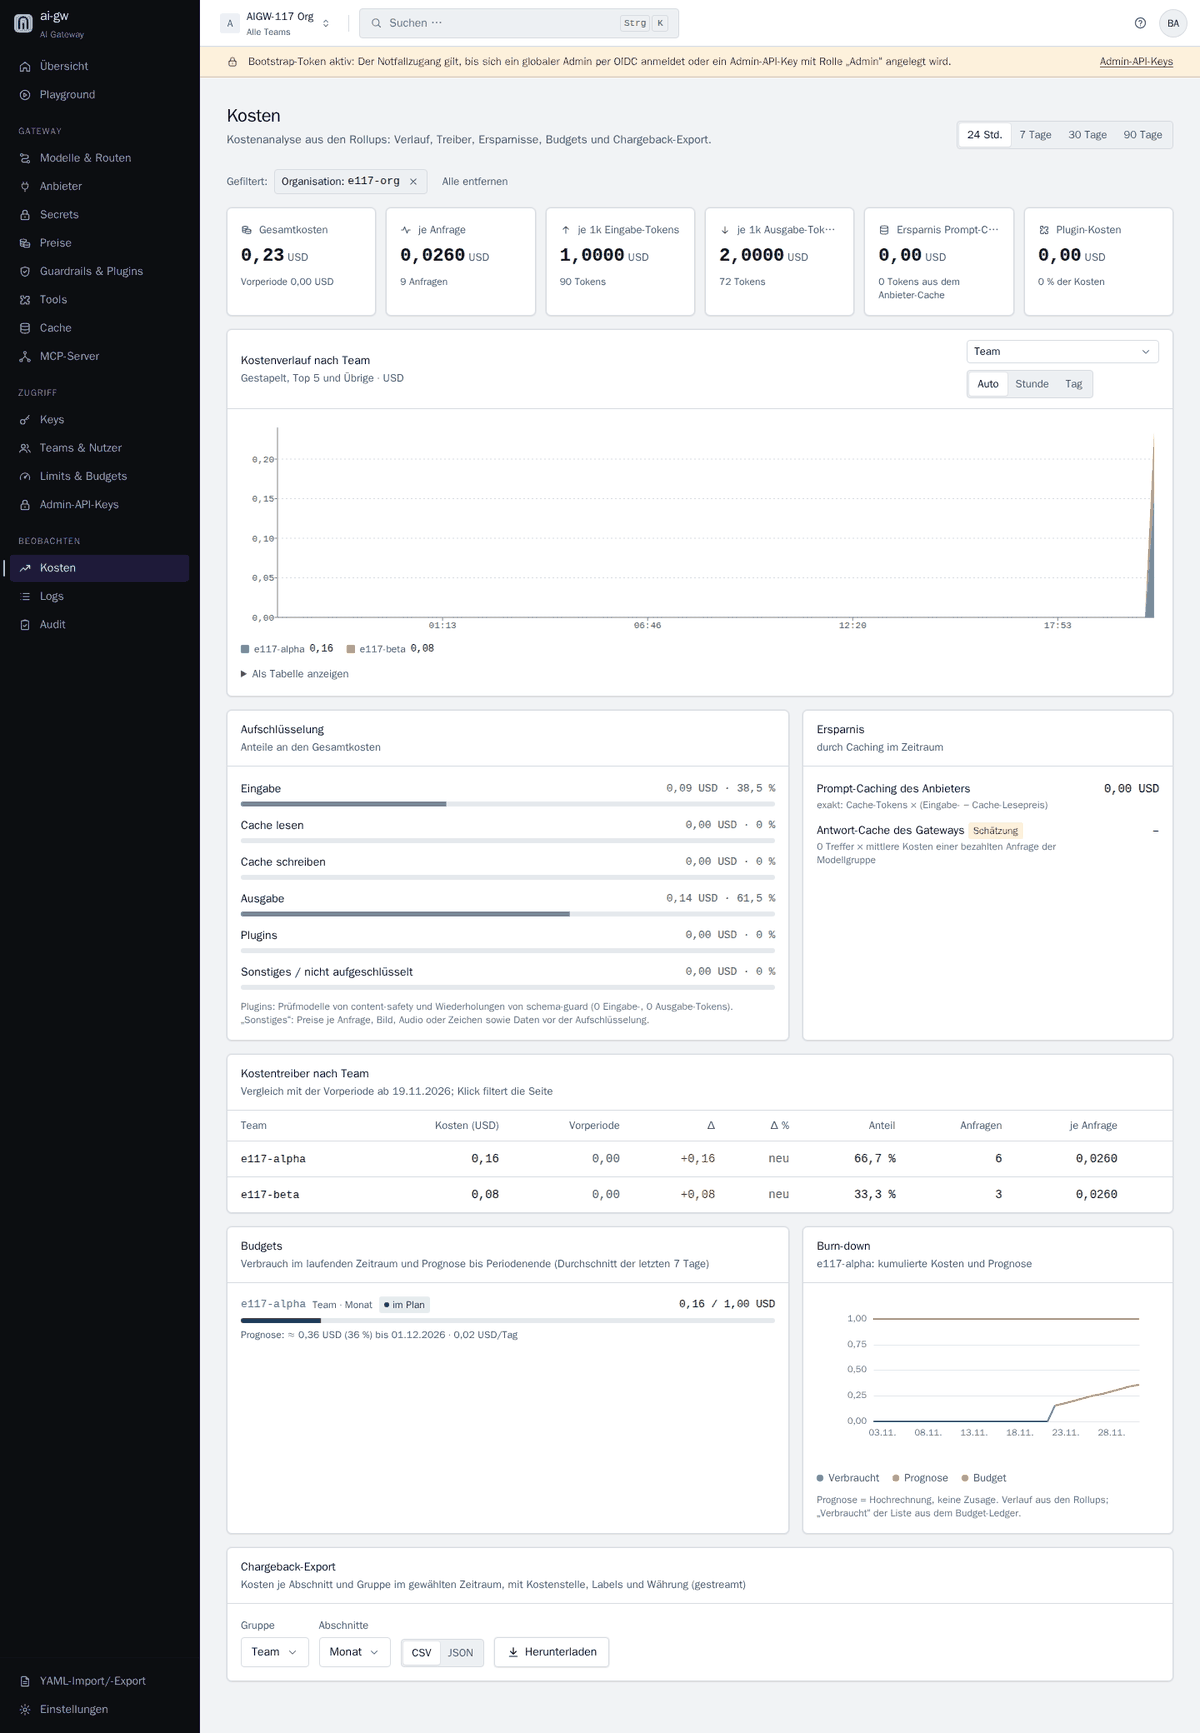 ai-gw
AI Gateway
Übersicht
Playground
GATEWAY
Modelle & Routen
Anbieter
Secrets
Preise
Guardrails & Plugins
Tools
Cache
MCP-Server
ZUGRIFF
Keys
Teams & Nutzer
Limits & Budgets
Admin-API-Keys
BEOBACHTEN
Kosten
Logs
Audit
YAML-Import/-Export
Einstellungen
A
AIGW-117 Org
Alle Teams
Suchen ···
Strg K
BA
Bootstrap-Token aktiv: Der Notfallzugang gilt, bis sich ein globaler Admin per OIDC anmeldet oder ein Admin-API-Key mit Rolle „Admin“ angelegt wird.
Admin-API-Keys
Kosten
Kostenanalyse aus den Rollups: Verlauf, Treiber, Ersparnisse, Budgets und Chargeback-Export.
24 Std. 7 Tage 30 Tage 90 Tage
Gefiltert: Organisation: e117-org × Alle entfernen
Gesamtkosten
0,23 USD
Vorperiode 0,00 USD
je Anfrage
0,0260 USD
9 Anfragen
je 1k Eingabe-Tokens
1,0000 USD
90 Tokens
je 1k Ausgabe-Tok···
2,0000 USD
72 Tokens
Ersparnis Prompt-C···
0,00 USD
0 Tokens aus dem
Anbieter-Cache
Plugin-Kosten
0,00 USD
0 % der Kosten
Kostenverlauf nach Team
Gestapelt, Top 5 und Übrige · USD
Team
Auto Stunde Tag
0,20
0,15
0,10
0,05
0,00
01:13 06:46 12:20 17:53
e117-alpha 0,16 e117-beta 0,08
Als Tabelle anzeigen
Aufschlüsselung
Anteile an den Gesamtkosten
Eingabe 0,09 USD · 38,5 %
Cache lesen 0,00 USD · 0 %
Cache schreiben 0,00 USD · 0 %
Ausgabe 0,14 USD · 61,5 %
Plugins 0,00 USD · 0 %
Sonstiges / nicht aufgeschlüsselt 0,00 USD · 0 %
Plugins: Prüfmodelle von content-safety und Wiederholungen von schema-guard (0 Eingabe-, 0 Ausgabe-Tokens).
„Sonstiges“: Preise je Anfrage, Bild, Audio oder Zeichen sowie Daten vor der Aufschlüsselung.
Ersparnis
durch Caching im Zeitraum
Prompt-Caching des Anbieters 0,00 USD
exakt: Cache-Tokens × (Eingabe- − Cache-Lesepreis)
Antwort-Cache des Gateways Schätzung –
0 Treffer × mittlere Kosten einer bezahlten Anfrage der
Modellgruppe
Kostentreiber nach Team
Vergleich mit der Vorperiode ab 19.11.2026; Klick filtert die Seite
Team Kosten (USD) Vorperiode Δ Δ % Anteil Anfragen je Anfrage
e117-alpha 0,16 0,00 +0,16 neu 66,7 % 6 0,0260
e117-beta 0,08 0,00 +0,08 neu 33,3 % 3 0,0260
Budgets
Verbrauch im laufenden Zeitraum und Prognose bis Periodenende (Durchschnitt der letzten 7 Tage)
e117-alpha Team · Monat im Plan 0,16 / 1,00 USD
Prognose: ≈ 0,36 USD (36 %) bis 01.12.2026 · 0,02 USD/Tag
Burn-down
e117-alpha: kumulierte Kosten und Prognose
1,00
0,75
0,50
0,25
0,00
03.11. 08.11. 13.11. 18.11. 23.11. 28.11.
Verbraucht Prognose Budget
Prognose = Hochrechnung, keine Zusage. Verlauf aus den Rollups;
„Verbraucht“ der Liste aus dem Budget-Ledger.
Chargeback-Export
Kosten je Abschnitt und Gruppe im gewählten Zeitraum, mit Kostenstelle, Labels und Währung (gestreamt)
Gruppe Abschnitte
Team Monat CSV JSON Herunterladen